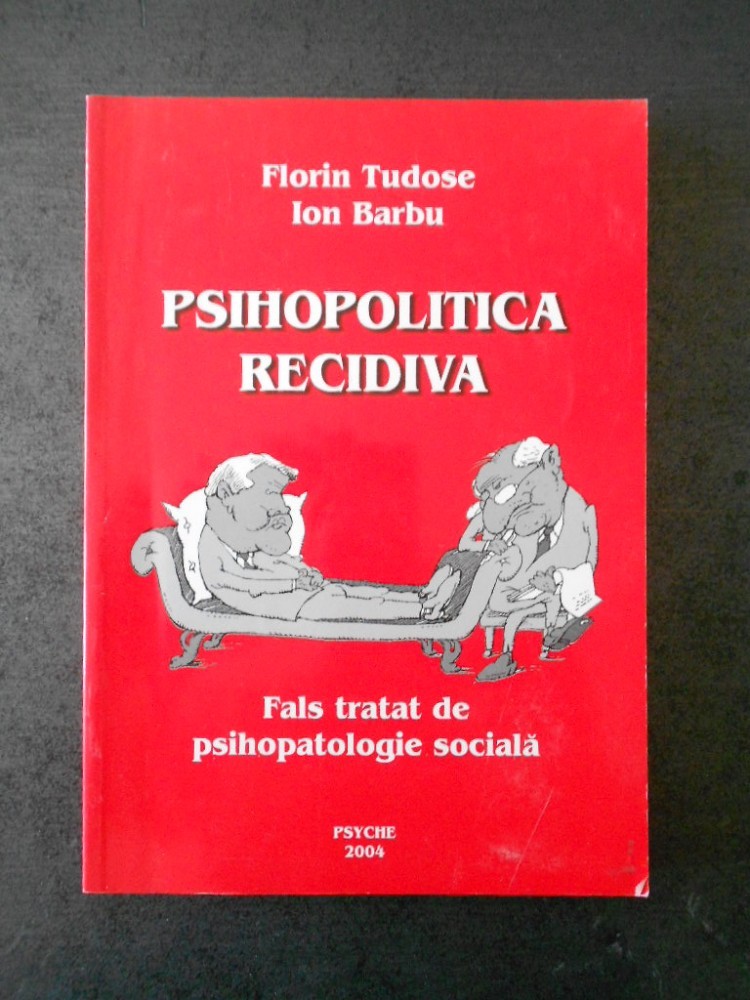 Florin Tudose
Ion Barbu
PSIHOPOLITICA
RECIDIVA
Fals tratat de
psihopatologie socială
PSYCHE
2004